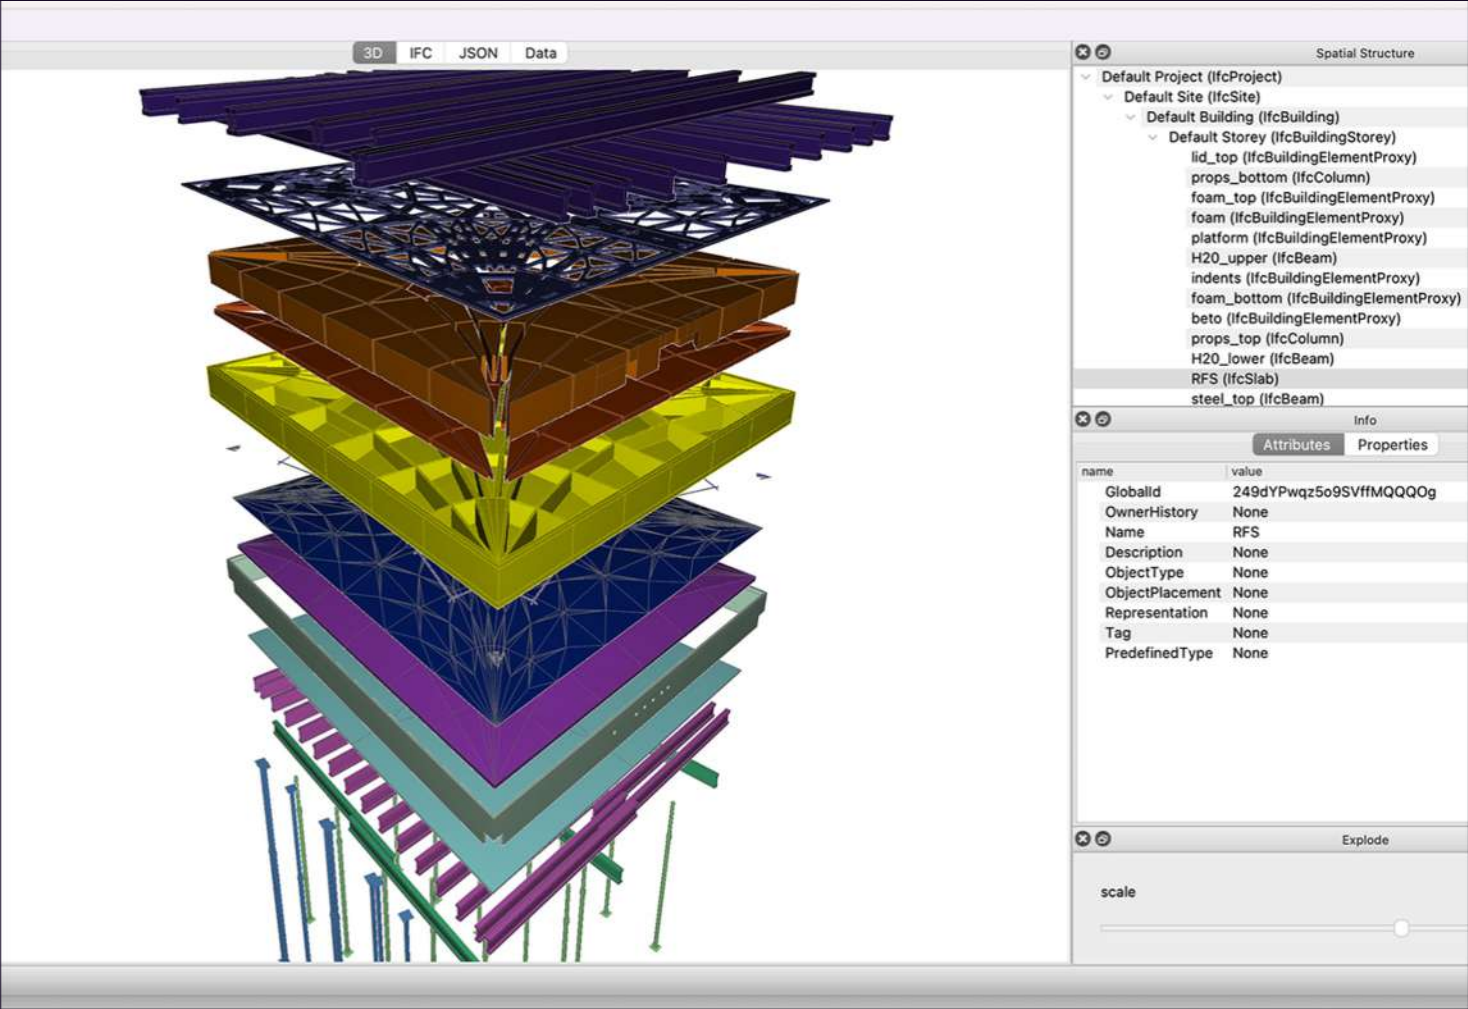 3D IFC JSON Data
Spatial Structure
Default Project (IfcProject)
Default Site (IfcSite)
Default Building (IfcBuilding)
Default Storey (IfcBuildingStorey)
lid_top (IfcBuildingElementProxy)
props_bottom (IfcColumn)
foam_top (IfcBuildingElementProxy)
foam (IfcBuildingElementProxy)
platform (IfcBuildingElementProxy)
H20_upper (IfcBeam)
indents (IfcBuildingElementProxy)
foam_bottom (IfcBuildingElementProxy)
beto (IfcBuildingElementProxy)
props_top (IfcColumn)
H20_lower (IfcBeam)
RFS (IfcSlab)
steel_top (IfcBeam)
Info
Attributes Properties
name value
GlobalId 249dYPwqz5o9SVffMQQQOg
OwnerHistory None
Name RFS
Description None
ObjectType None
ObjectPlacement None
Representation None
Tag None
PredefinedType None
Explode
scale